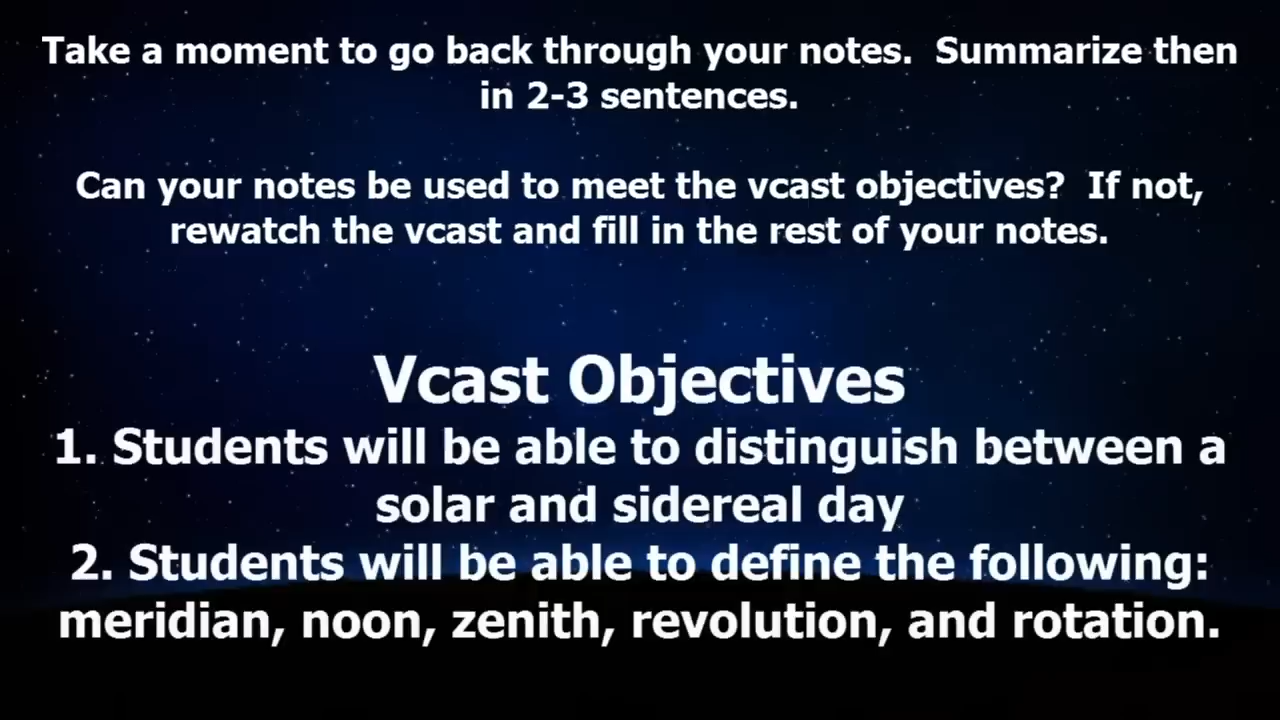 Take a moment to go back through your notes.  Summarize then
in 2-3 sentences.
Can your notes be used to meet the vcast objectives?  If not,
rewatch the vcast and fill in the rest of your notes.
Vcast Objectives
1. Students will be able to distinguish between a
solar and sidereal day
2. Students will be able to define the following:
meridian, noon, zenith, revolution, and rotation.